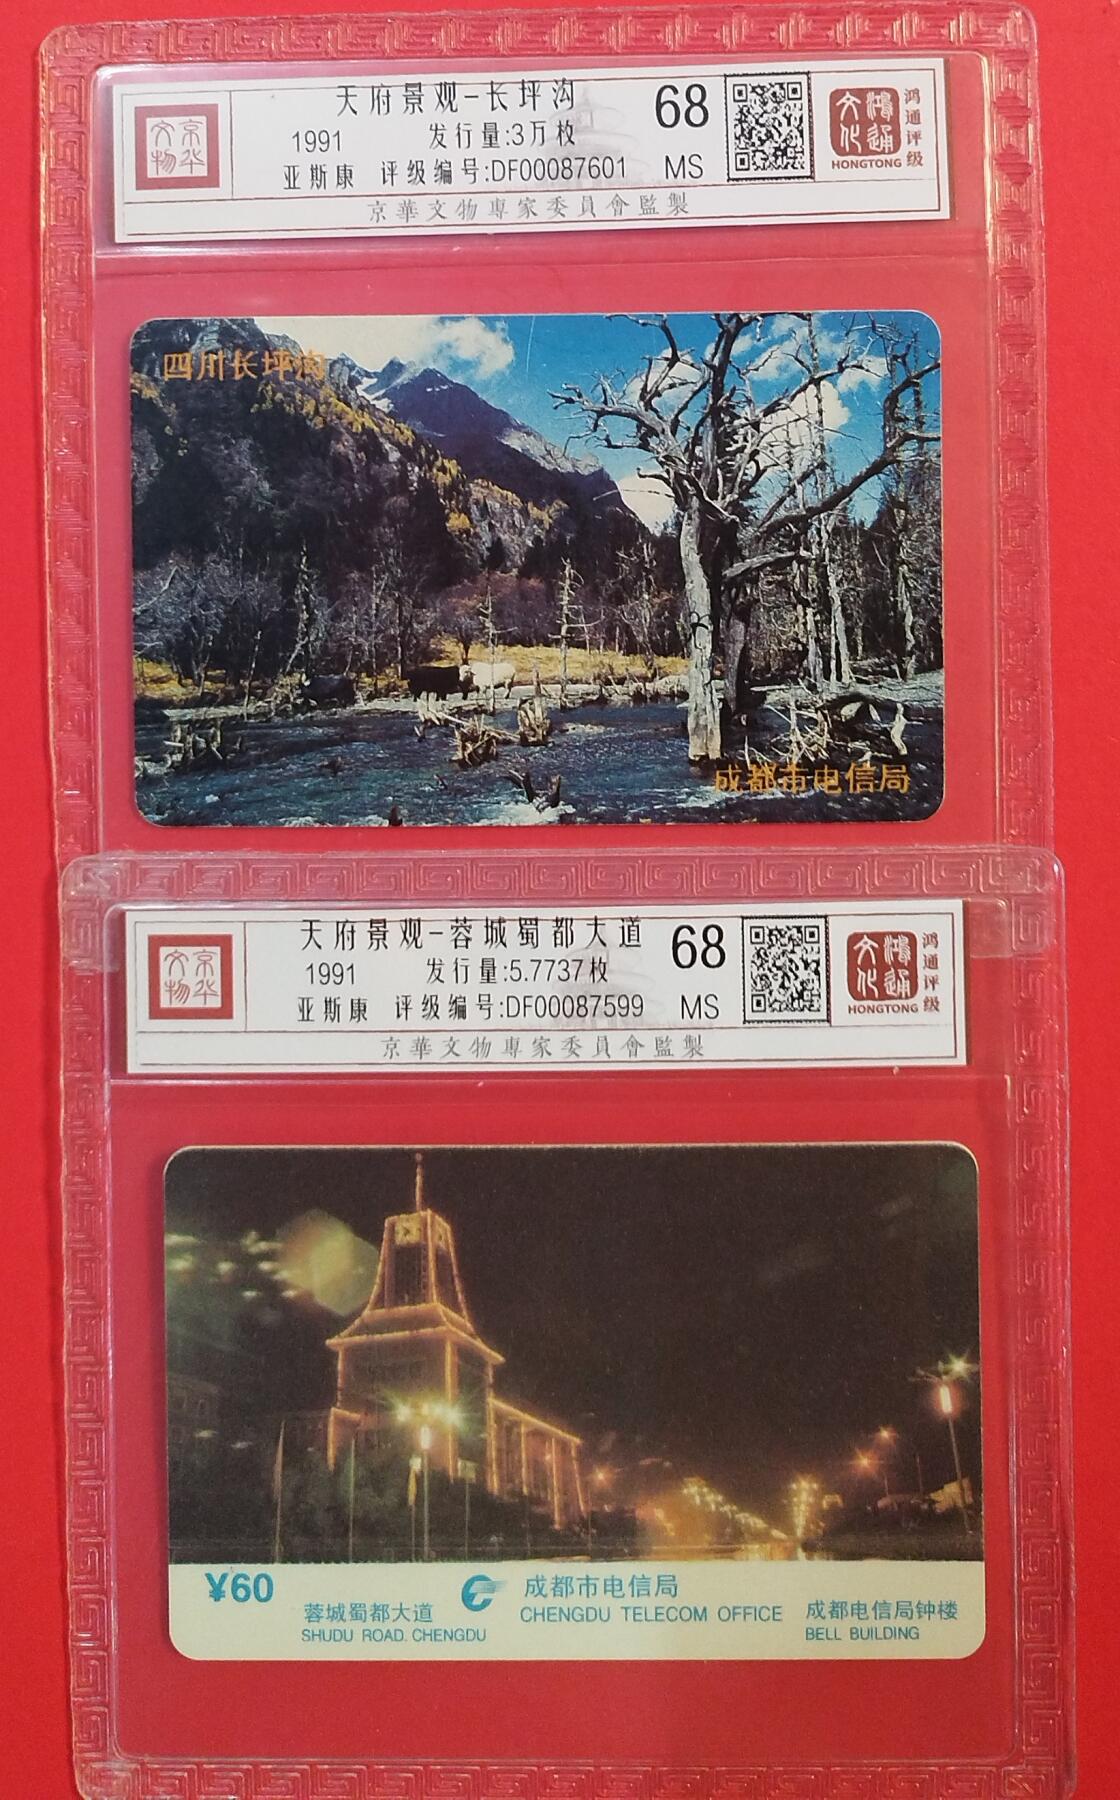 天府景观-长坪沟
68
1991 发行量:3万枚
亚斯康 评级编号:DF00087601 MS
京華文物專家委員會監製
京华文物
鸿通文化
HONGTONG
鸿通评级
四川长坪沟
成都市电信局
天府景观-蓉城蜀都大道
68
1991 发行量:5.7737枚
亚斯康 评级编号:DF00087599 MS
京華文物專家委員會監製
京华文物
鸿通文化
HONGTONG
鸿通评级
¥60
蓉城蜀都大道
SHUDU ROAD. CHENGDU
成都市电信局
CHENGDU TELECOM OFFICE
成都电信局钟楼
BELL BUILDING